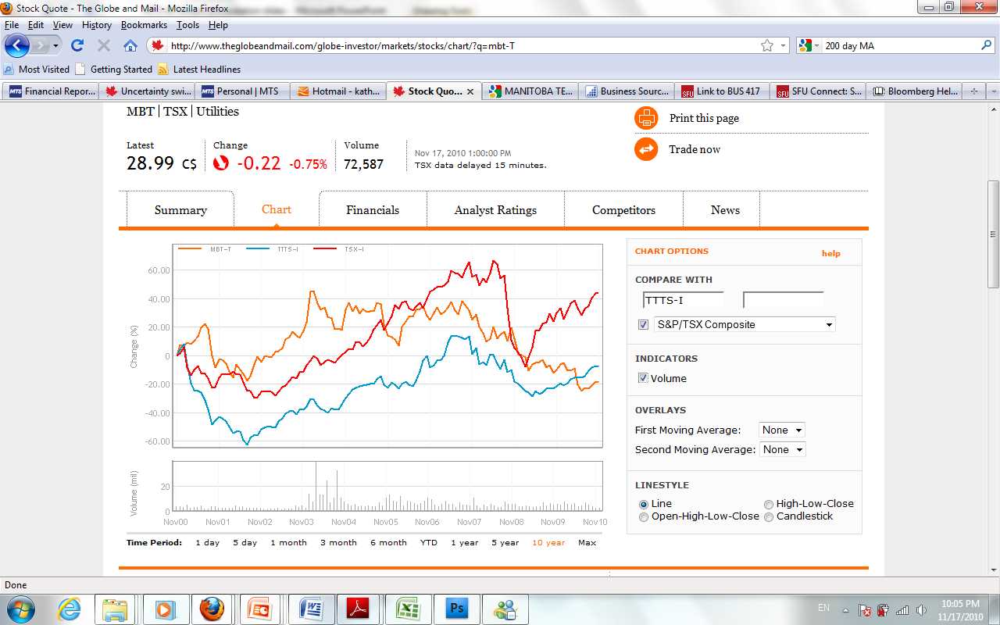 Stock Quote - The Globe and Mail - Mozilla Firefox
File Edit View History Bookmarks Tools Help
http://www.theglobeandmail.com/globe-investor/markets/stocks/chart/?q=mbt-T
200 day MA
Most Visited Getting Started Latest Headlines
MTS Financial Repor... Uncertainty swi... MTS Personal | MTS Hotmail - kath... Stock Quo... MANITOBA TE... Business Sourc... SFU Link to BUS 417 SFU SFU Connect: S... Bloomberg Hel...
MBT | TSX | Utilities
Print this page
Trade now
Latest Change Volume
28.99 C$ -0.22 -0.75% 72,587
Nov 17, 2010 1:00:00 PM
TSX data delayed 15 minutes.
Summary Chart Financials Analyst Ratings Competitors News
MBT-T TTTS-I TSX-I
60.00
40.00
20.00
0
-20.00
-40.00
-60.00
Change (%)
20
0
Volume (mil)
Nov00 Nov01 Nov02 Nov03 Nov04 Nov05 Nov06 Nov07 Nov08 Nov09 Nov10
Time Period: 1 day 5 day 1 month 3 month 6 month YTD 1 year 5 year 10 year Max
CHART OPTIONS help
COMPARE WITH
TTTS-I
S&P/TSX Composite
INDICATORS
Volume
OVERLAYS
First Moving Average: None
Second Moving Average: None
LINESTYLE
Line High-Low-Close
Open-High-Low-Close Candlestick
Done
EN
10:05 PM
11/17/2010
Ps